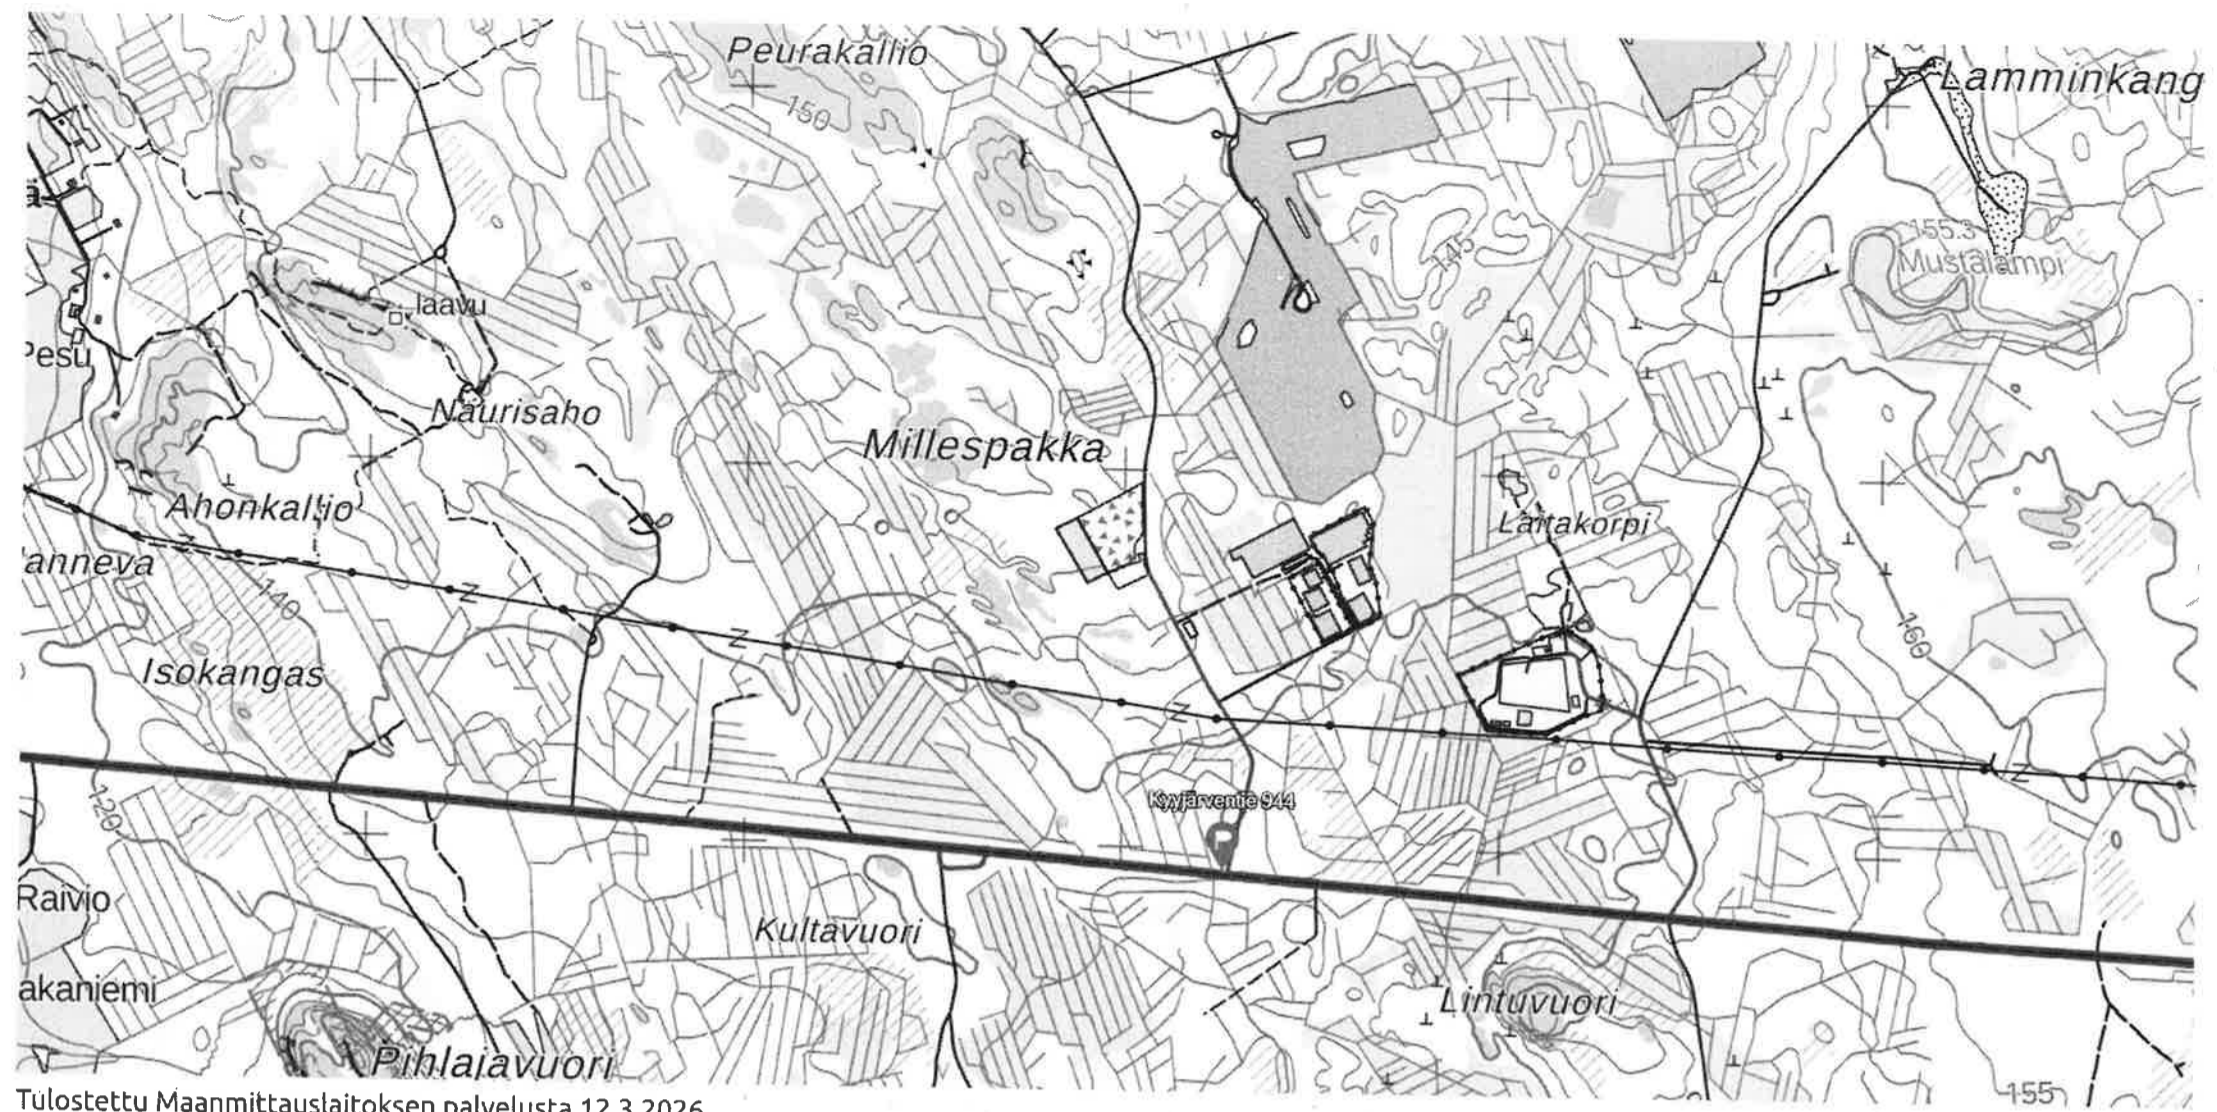 Peurakallio
Lamminkang
150
155.3
145
Mustalampi
laavu
Pesu
Naurisaho
Millespakka
Ahonkallio
Laitakorpi
anneva
Z
140
Z
Z
160
Isokangas
Z
Z
120
Kyyjärventie 944
Raivio
Kultavuori
akaniemi
Lintuvuori
Pihlajavuori
155
Tulostettu Maanmittauslaitoksen palvelusta 12.3.2026